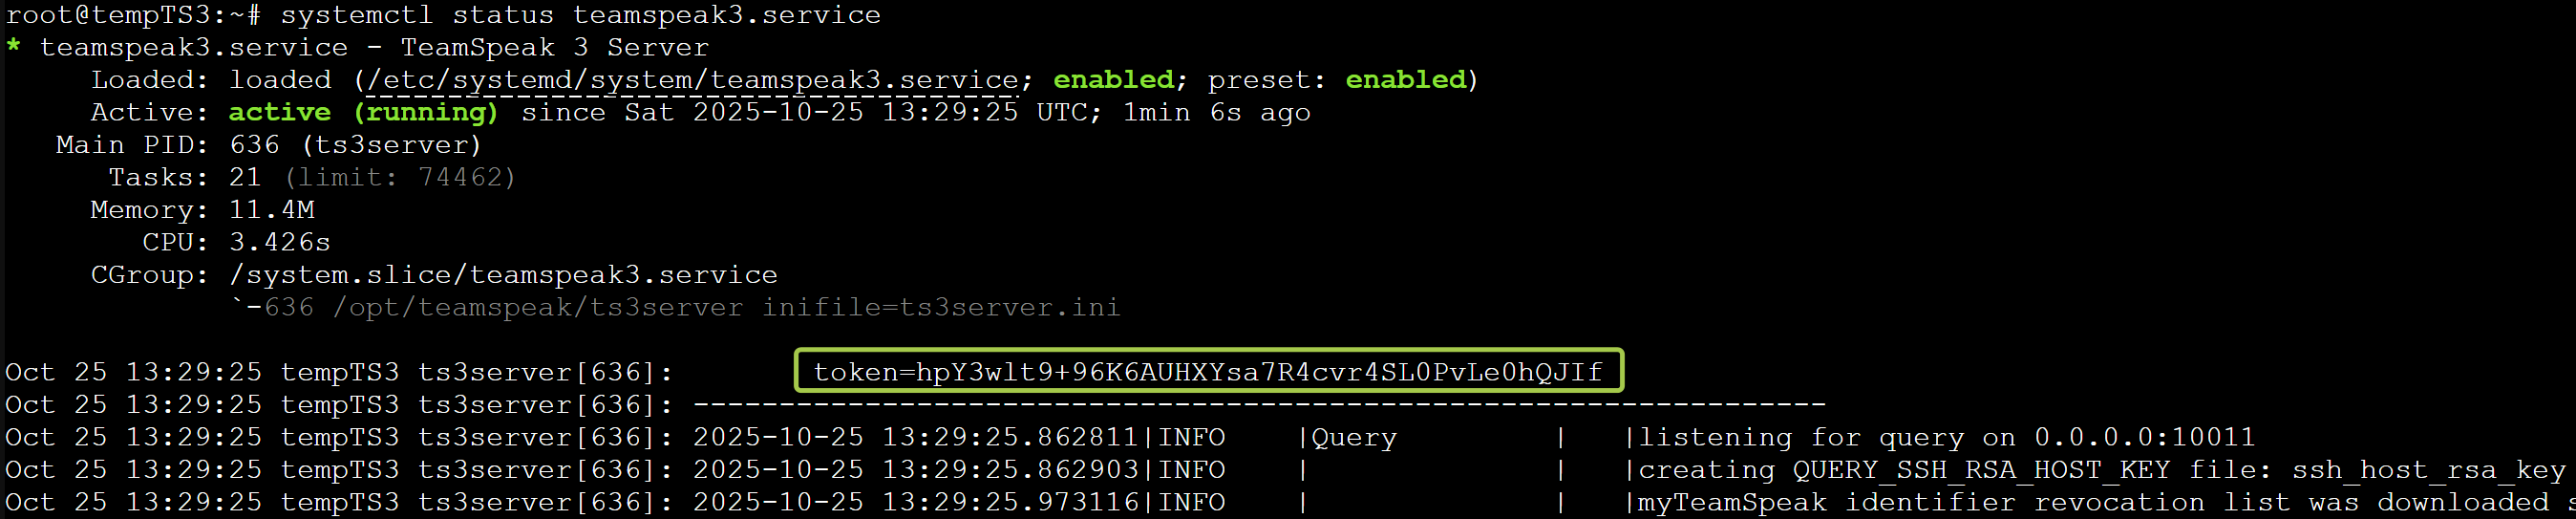 root@tempTS3:~# systemctl status teamspeak3.service
* teamspeak3.service - TeamSpeak 3 Server
     Loaded: loaded (/etc/systemd/system/teamspeak3.service; enabled; preset: enabled)
     Active: active (running) since Sat 2025-10-25 13:29:25 UTC; 1min 6s ago
   Main PID: 636 (ts3server)
      Tasks: 21 (limit: 74462)
     Memory: 11.4M
        CPU: 3.426s
     CGroup: /system.slice/teamspeak3.service
             `-636 /opt/teamspeak/ts3server inifile=ts3server.ini
Oct 25 13:29:25 tempTS3 ts3server[636]:        token=hpY3wlt9+96K6AUHXYsa7R4cvr4SL0PvLe0hQJIf
Oct 25 13:29:25 tempTS3 ts3server[636]: ------------------------------------------------------------------
Oct 25 13:29:25 tempTS3 ts3server[636]: 2025-10-25 13:29:25.862811|INFO    |Query         |   |listening for query on 0.0.0.0:10011
Oct 25 13:29:25 tempTS3 ts3server[636]: 2025-10-25 13:29:25.862903|INFO    |              |   |creating QUERY_SSH_RSA_HOST_KEY file: ssh_host_rsa_key
Oct 25 13:29:25 tempTS3 ts3server[636]: 2025-10-25 13:29:25.973116|INFO    |              |   |myTeamSpeak identifier revocation list was downloaded